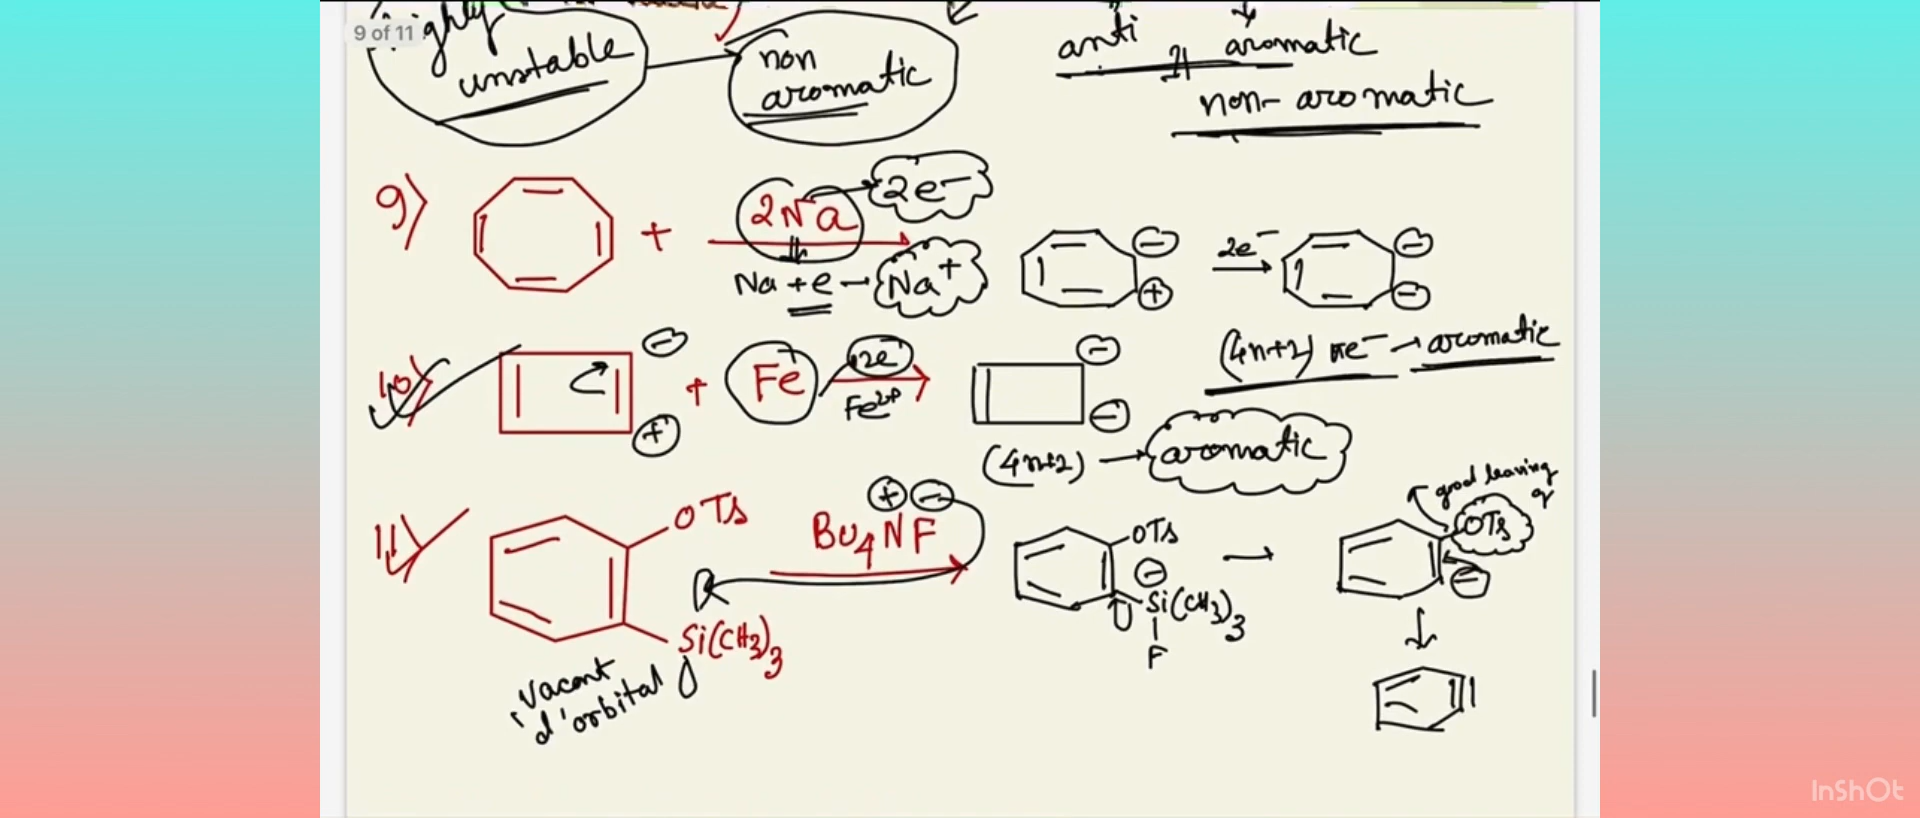 9 of 11
highly
unstable
non
aromatic
anti
aromatic
non-aromatic
9)
+
2Na
2e⁻
Na + e → Na⁺
⊖
⊕
2e⁻
→
⊖
⊖
(4n+2) πe⁻ → aromatic
10)
⊖
⊕
+
Fe
2e⁻
⊖
⊖
(4n+2) → aromatic
11)
OTs
Si(CH3)3
vacant
'd' orbital
⊕ ⊖
Bu4NF
OTs
⊖
Si(CH3)3
F
→
good leaving
g
OTs
⊖
InShOt